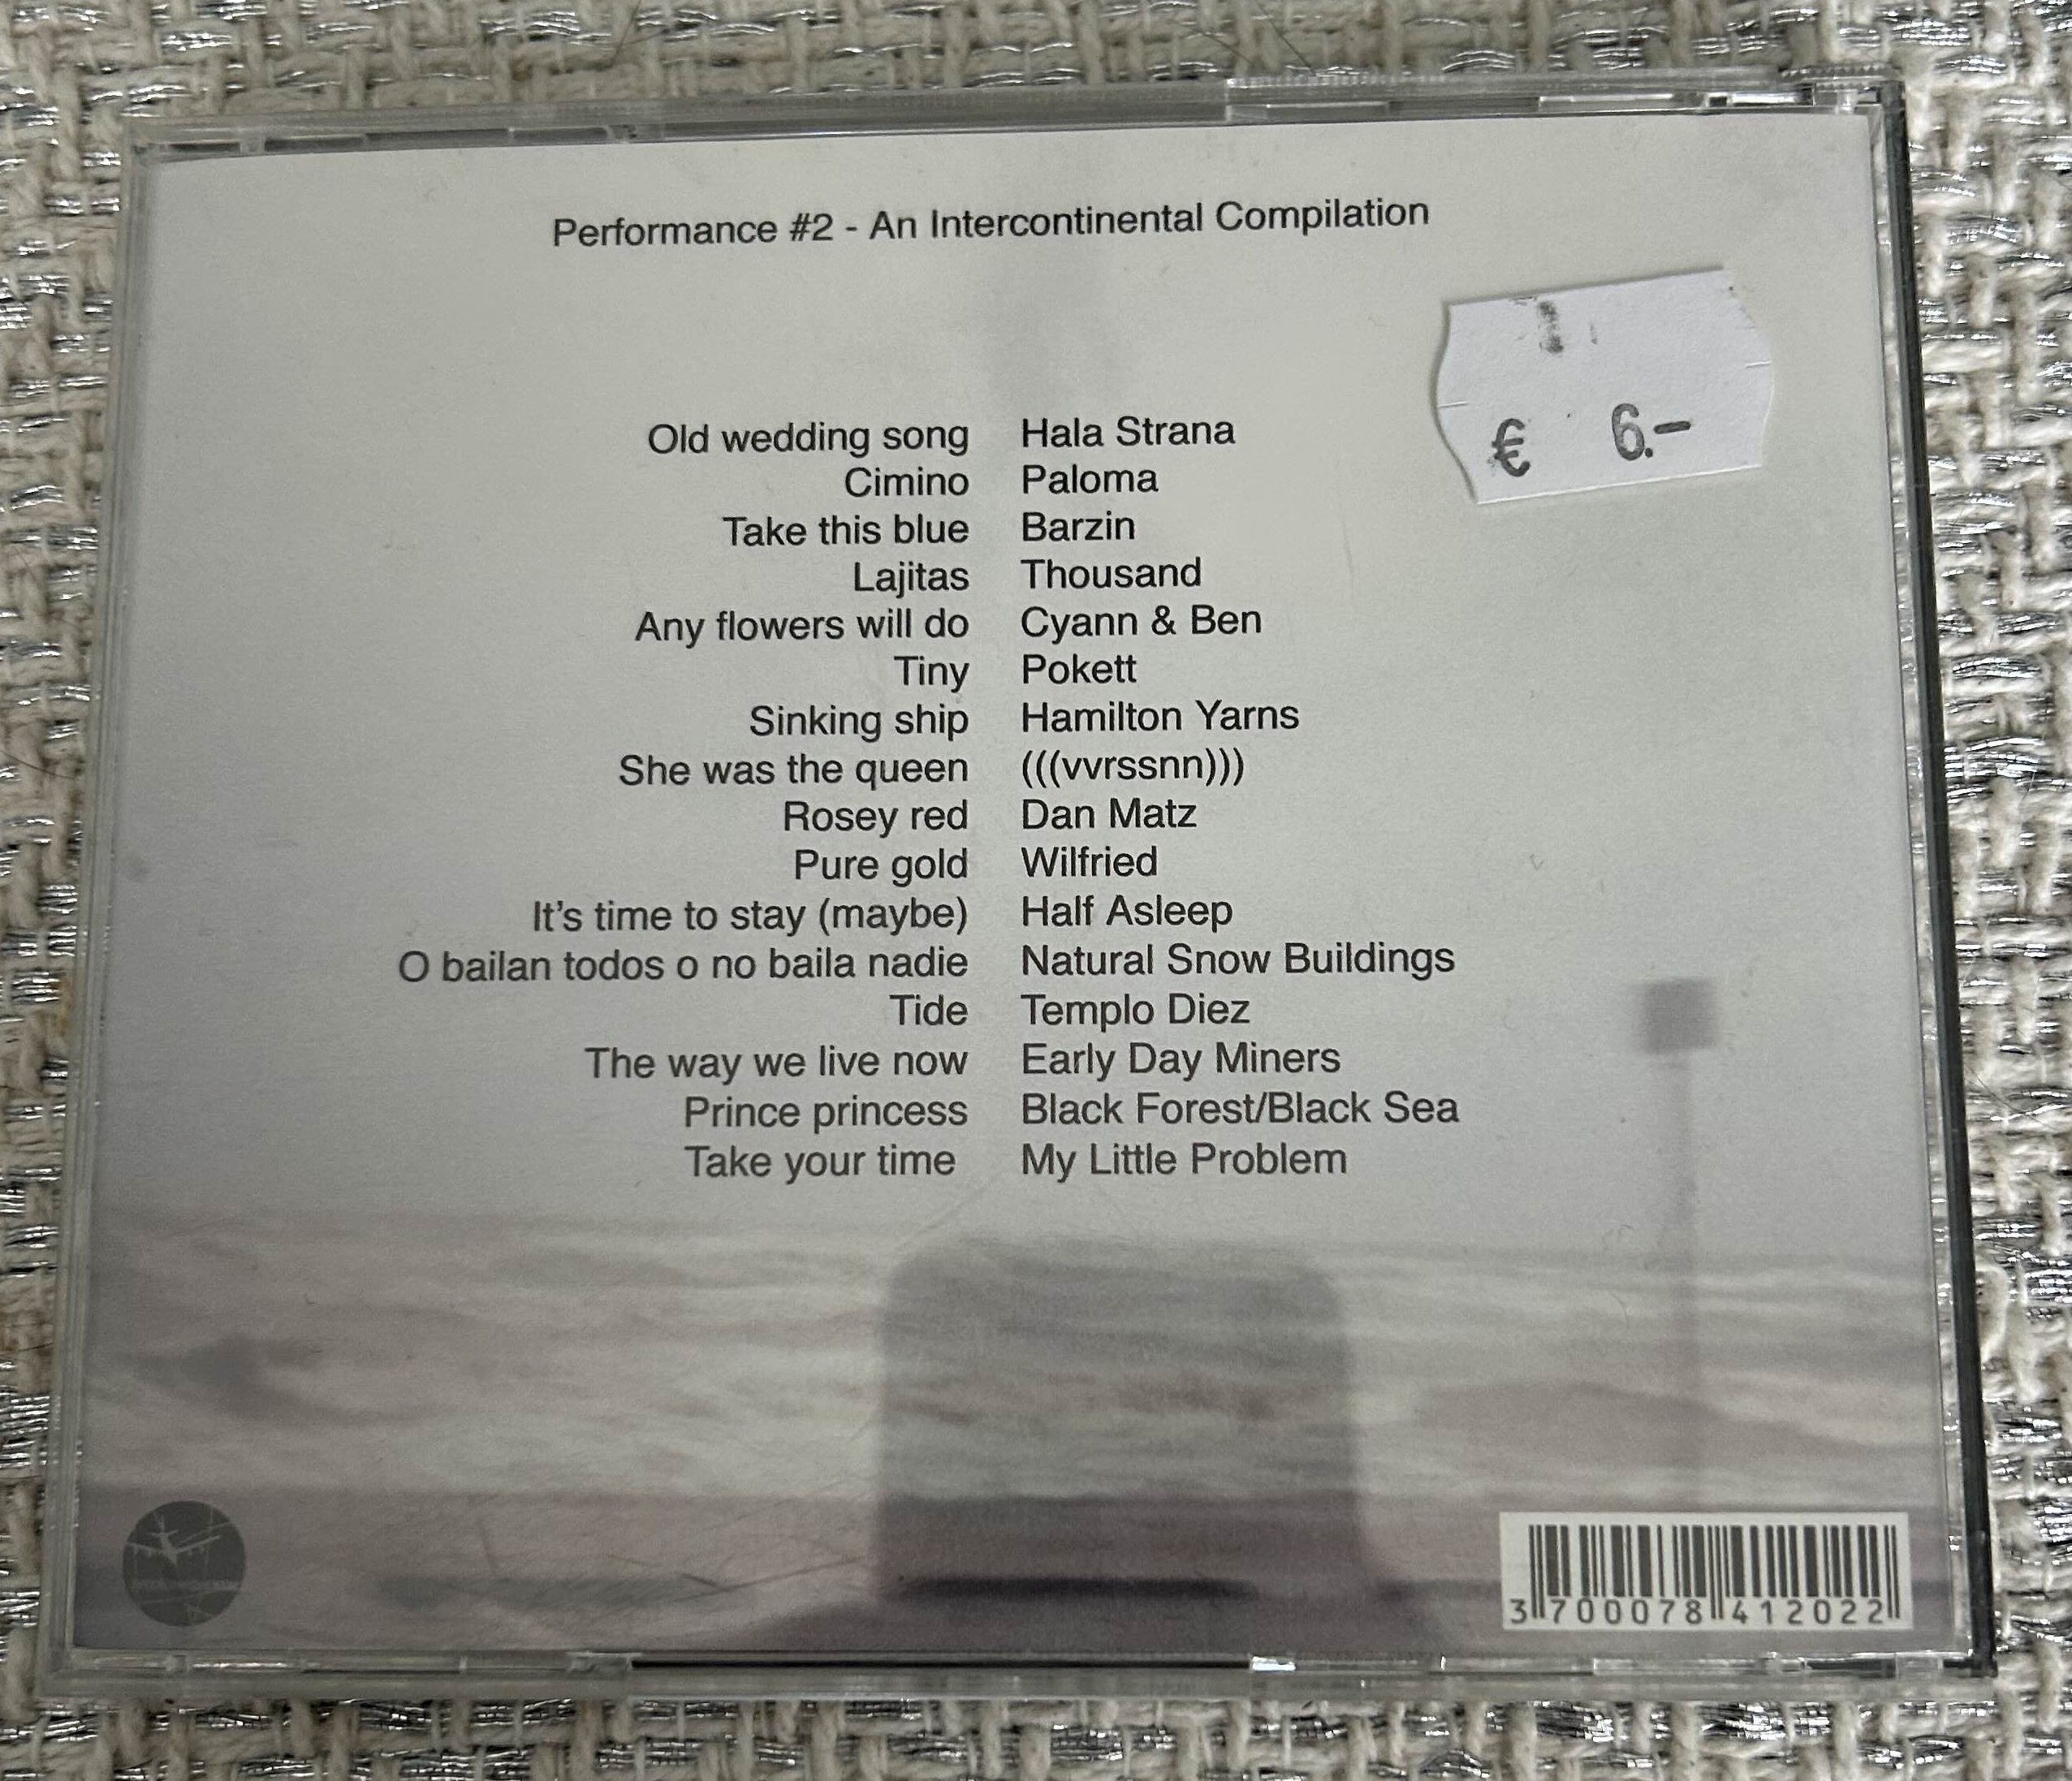 Performance #2 - An Intercontinental Compilation
€ 6.-
Old wedding song Hala Strana
Cimino Paloma
Take this blue Barzin
Lajitas Thousand
Any flowers will do Cyann & Ben
Tiny Pokett
Sinking ship Hamilton Yarns
She was the queen (((vvrssnn)))
Rosey red Dan Matz
Pure gold Wilfried
It's time to stay (maybe) Half Asleep
O bailan todos o no baila nadie Natural Snow Buildings
Tide Templo Diez
The way we live now Early Day Miners
Prince princess Black Forest/Black Sea
Take your time My Little Problem
3 700078 412022